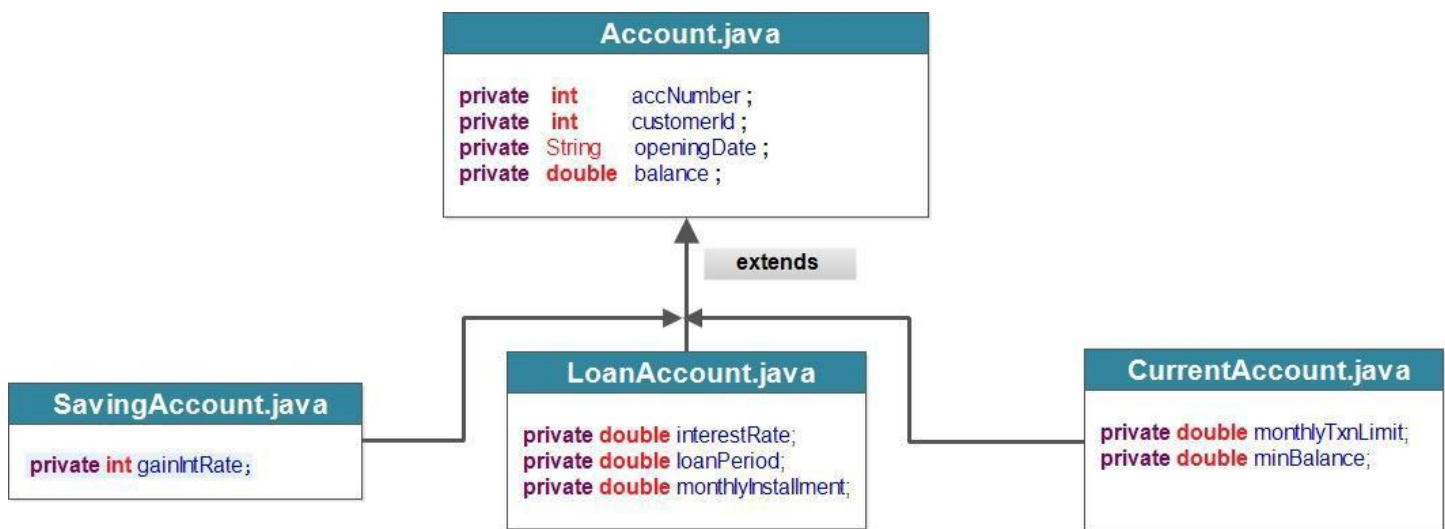 Account.java
private int accNumber ;
private int customerId ;
private String openingDate ;
private double balance ;
extends
SavingAccount.java
private int gainIntRate;
LoanAccount.java
private double interestRate;
private double loanPeriod;
private double monthlyInstallment;
CurrentAccount.java
private double monthlyTxnLimit;
private double minBalance;